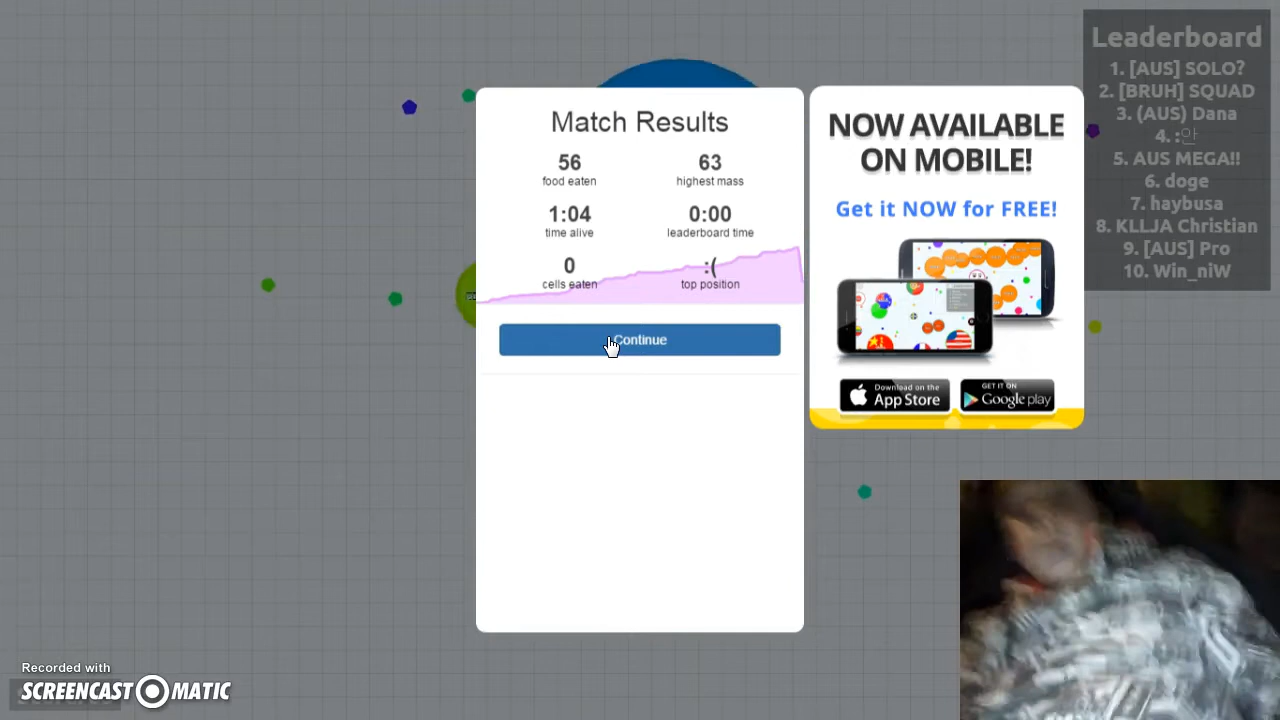 Leaderboard
1. [AUS] SOLO?
2. [BRUH] SQUAD
3. (AUS) Dana
4. :안
5. AUS MEGA!!
6. doge
7. haybusa
8. KLLJA Christian
9. [AUS] Pro
10. Win_niW
Match Results
56
food eaten
63
highest mass
1:04
time alive
0:00
leaderboard time
0
cells eaten
:(
top position
Continue
NOW AVAILABLE
ON MOBILE!
Get it NOW for FREE!
Download on the
App Store
GET IT ON
Google play
Recorded with
SCREENCAST MATIC